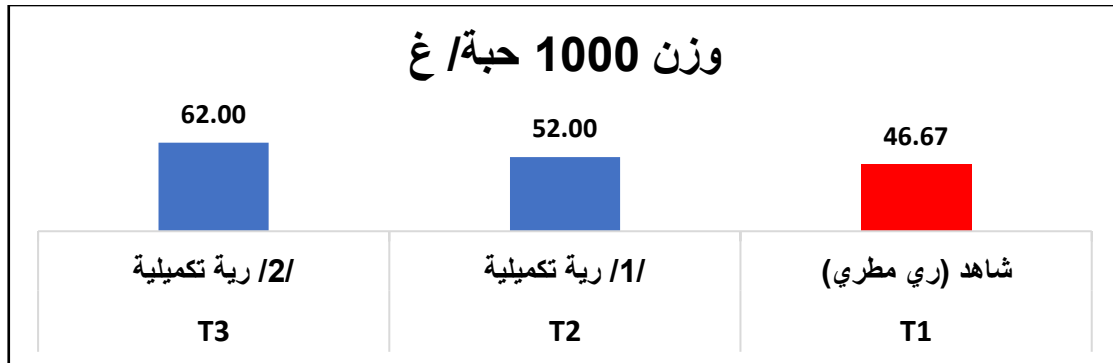 وزن 1000 حبة/ غ
46.67
52.00
62.00
شاهد (ري مطري)
/1/ رية تكميلية
/2/ رية تكميلية
T1
T2
T3